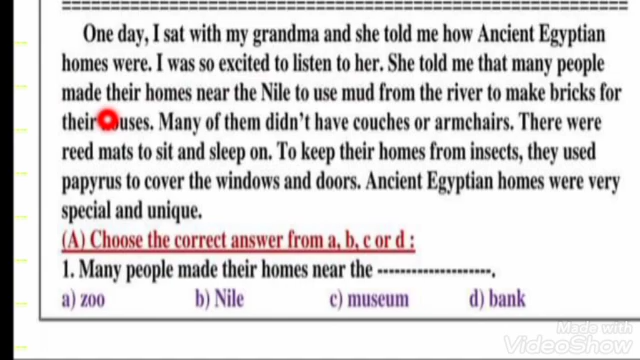 One day, I sat with my grandma and she told me how Ancient Egyptian
homes were. I was so excited to listen to her. She told me that many people
made their homes near the Nile to use mud from the river to make bricks for
their ouses. Many of them didn't have couches or armchairs. There were
reed mats to sit and sleep on. To keep their homes from insects, they used
papyrus to cover the windows and doors. Ancient Egyptian homes were very
special and unique.
(A) Choose the correct answer from a, b, c or d :
1. Many people made their homes near the ---------------------.
a) zoo b) Nile c) museum d) bank
Made with
VideoShow